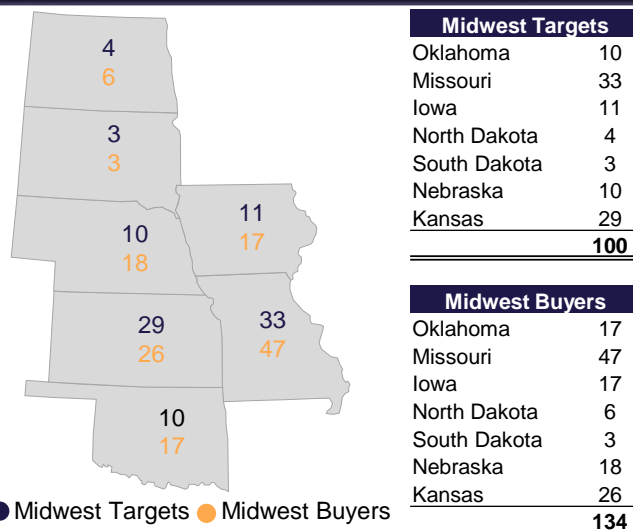 4
6
3
3
10
18
11
17
29
26
33
47
10
17
Midwest Targets Midwest Buyers
Midwest Targets
Oklahoma 10
Missouri 33
Iowa 11
North Dakota 4
South Dakota 3
Nebraska 10
Kansas 29
100
Midwest Buyers
Oklahoma 17
Missouri 47
Iowa 17
North Dakota 6
South Dakota 3
Nebraska 18
Kansas 26
134